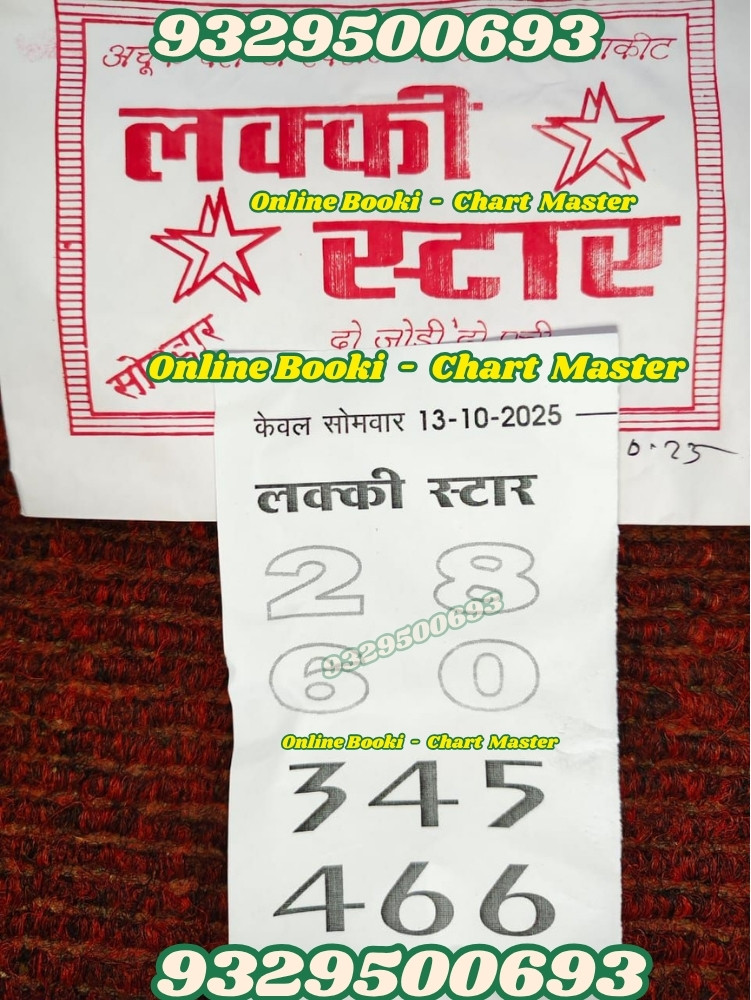 9329500693
लक्की
Online Booki - Chart Master
स्टार
सोमवार
दो जोड़ी दो
Online Booki - Chart Master
केवल सोमवार 13-10-2025
लक्की स्टार
2 8
9329500693
6 0
Online Booki - Chart Master
345
466
9329500693